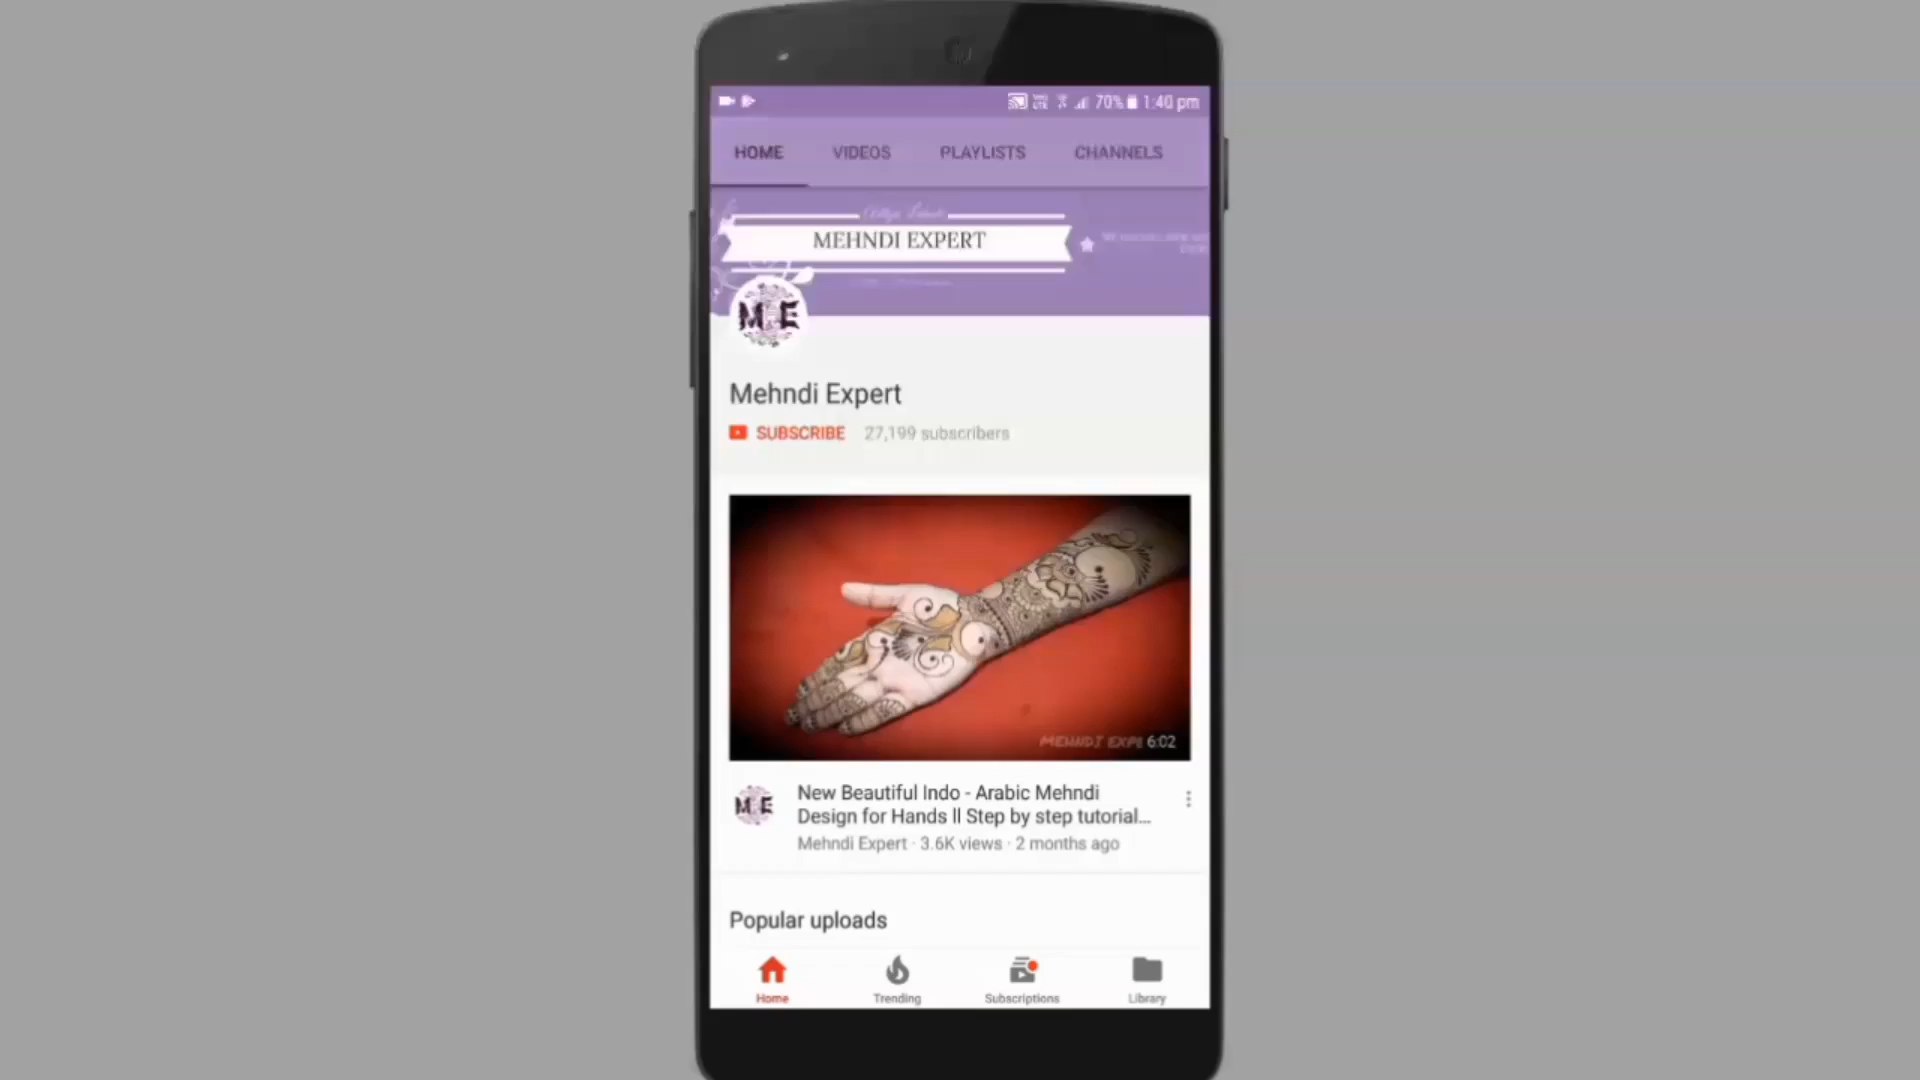 70% 1:40 pm
HOME VIDEOS PLAYLISTS CHANNELS
MEHNDI EXPERT
M E
Mehndi Expert
SUBSCRIBE 27,199 subscribers
MEHNDI EXPE 6:02
M E
New Beautiful Indo - Arabic Mehndi
Design for Hands ll Step by step tutorial...
Mehndi Expert · 3.6K views · 2 months ago
Popular uploads
Home Trending Subscriptions Library